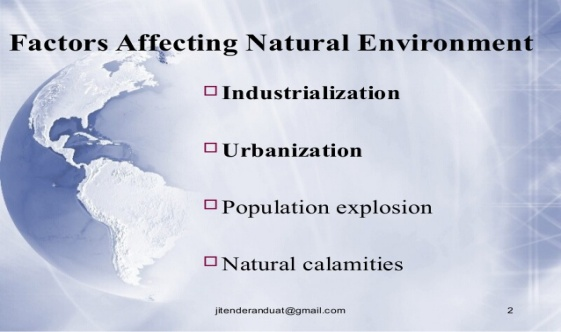 Factors Affecting Natural Environment
Industrialization
Urbanization
Population explosion
Natural calamities
jitenderanduat@gmail.com 2